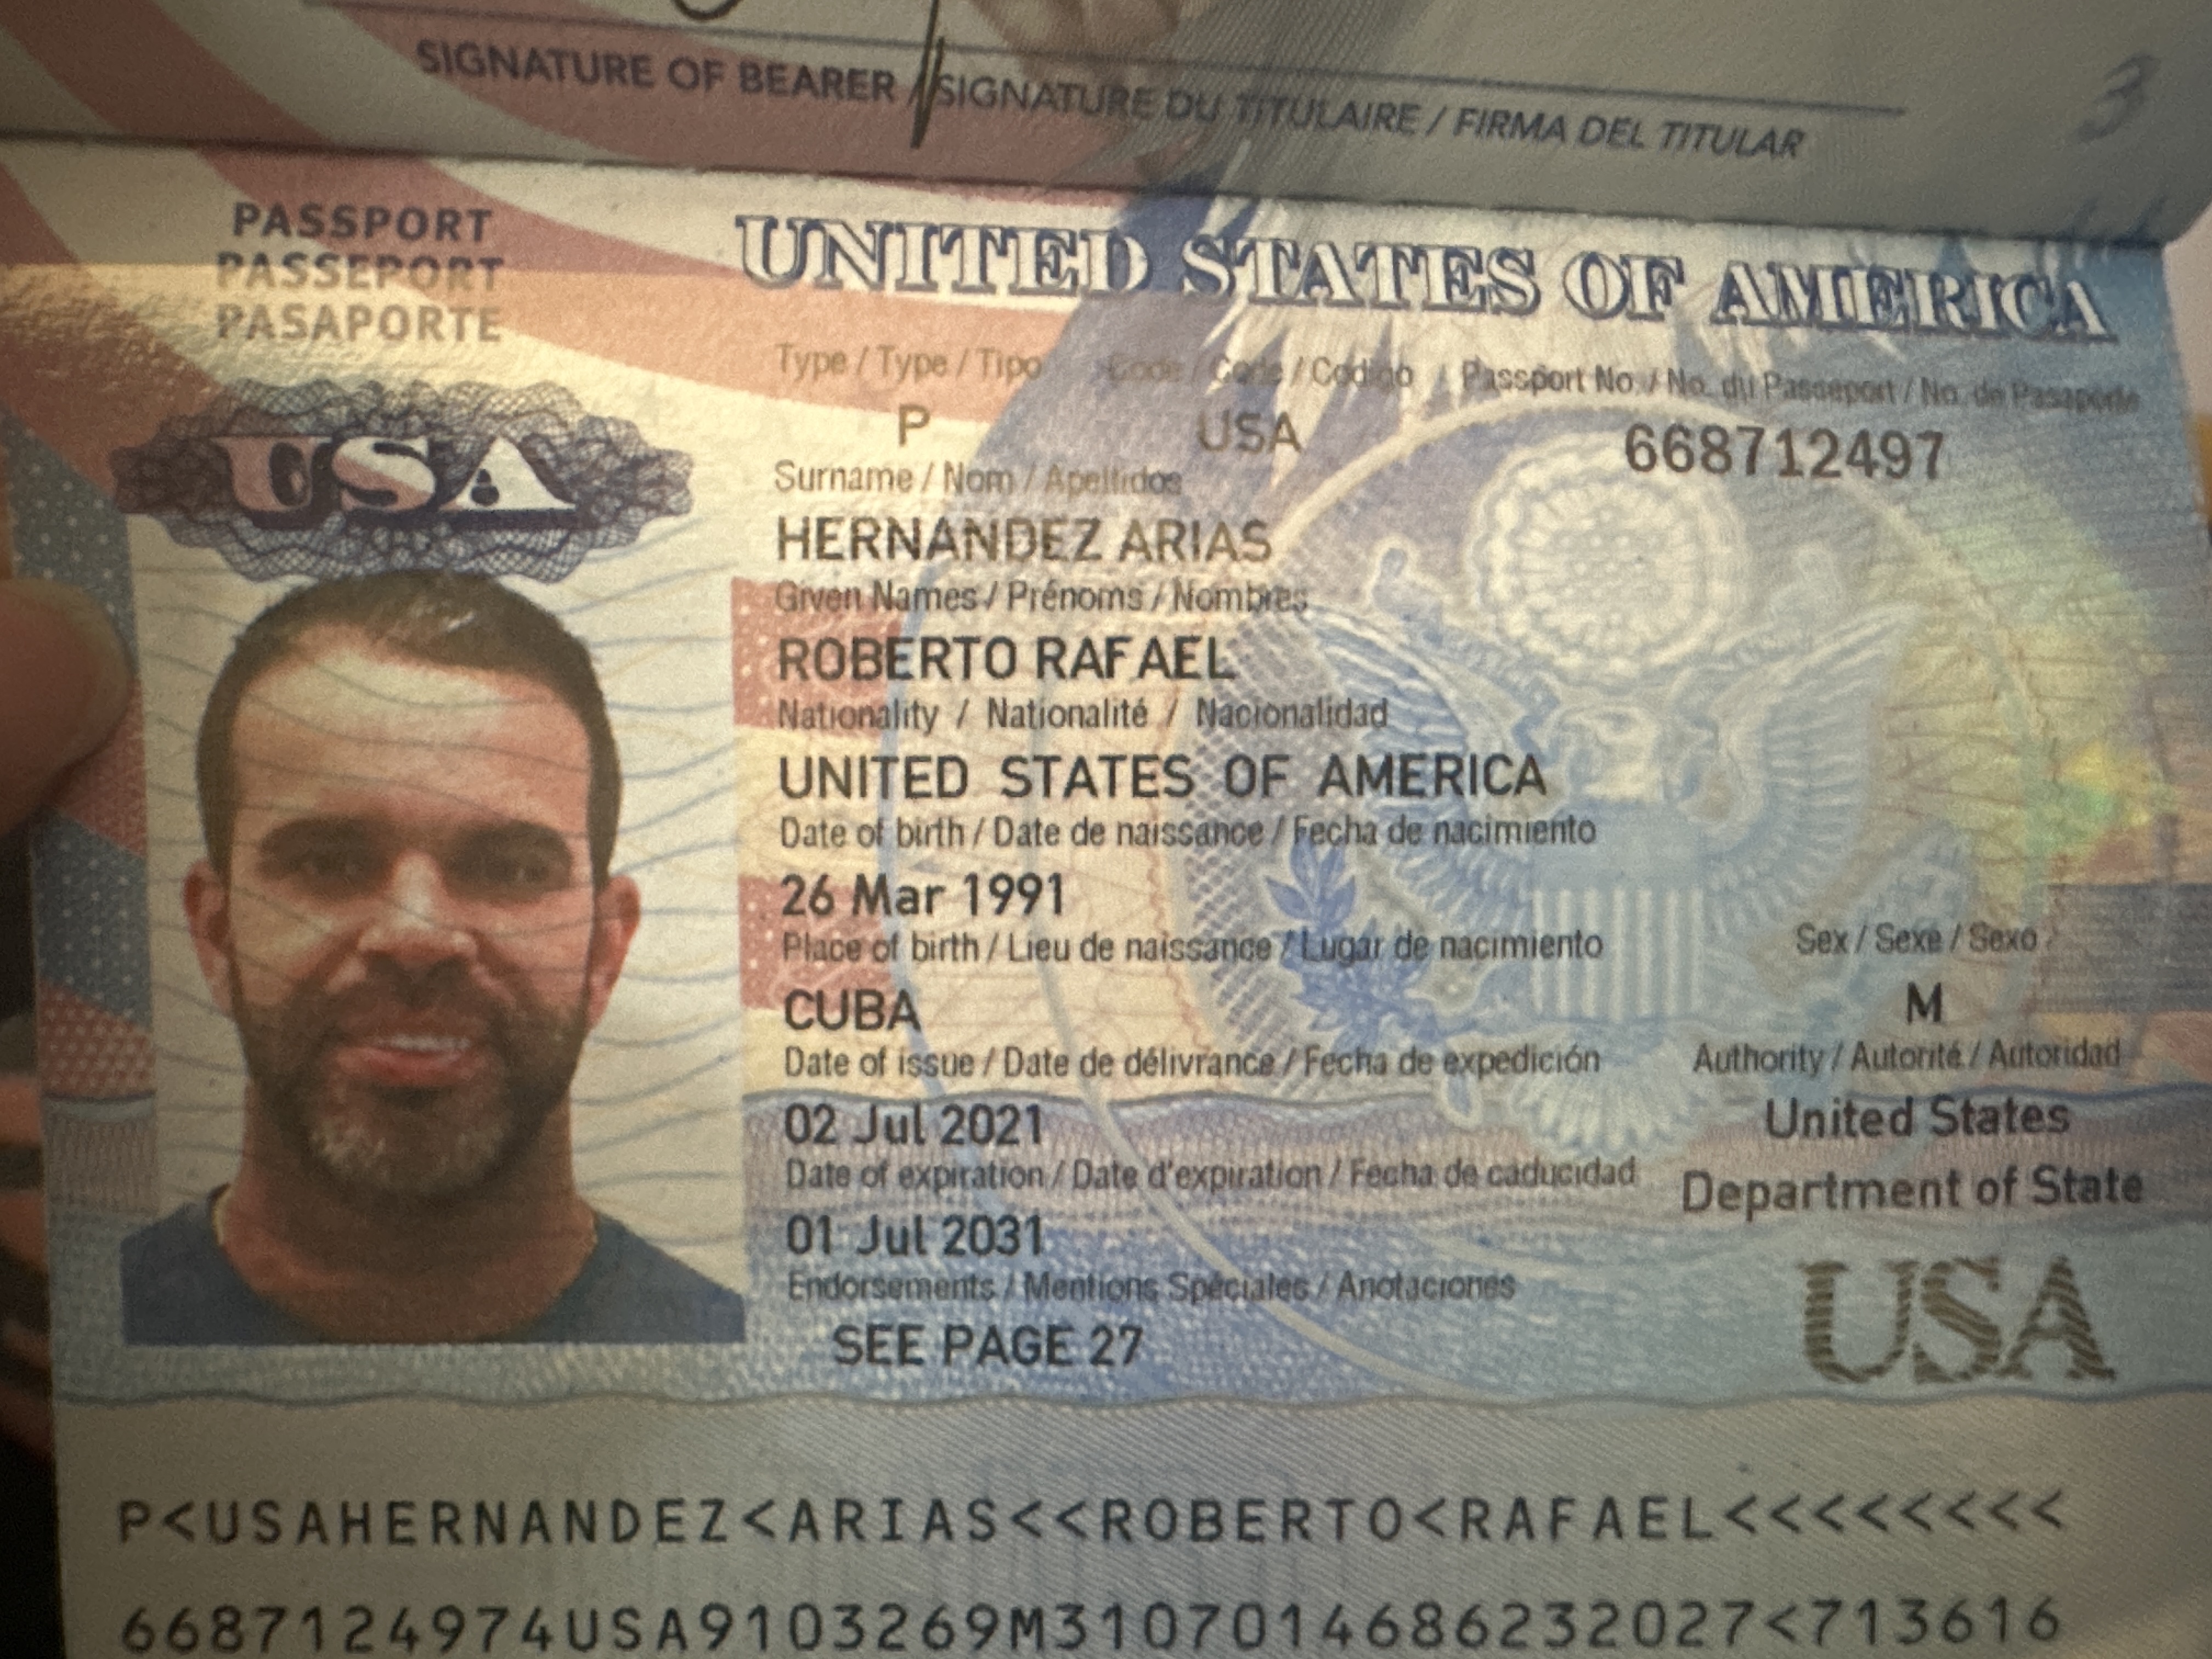 SIGNATURE OF BEARER / SIGNATURE DU TITULAIRE / FIRMA DEL TITULAR
3
PASSPORT
PASSEPORT
PASAPORTE
UNITED STATES OF AMERICA
USA
Type / Type / Tipo Code / Code / Codigo Passport No. / No. du Passeport / No. de Pasaporte
P USA 668712497
Surname / Nom / Apellidos
HERNANDEZ ARIAS
Given Names / Prénoms / Nombres
ROBERTO RAFAEL
Nationality / Nationalité / Nacionalidad
UNITED STATES OF AMERICA
Date of birth / Date de naissance / Fecha de nacimiento
26 Mar 1991
Place of birth / Lieu de naissance / Lugar de nacimiento Sex / Sexe / Sexo
CUBA M
Date of issue / Date de délivrance / Fecha de expedición Authority / Autorité / Autoridad
02 Jul 2021 United States
Date of expiration / Date d'expiration / Fecha de caducidad Department of State
01 Jul 2031
Endorsements / Mentions Spéciales / Anotaciones
SEE PAGE 27
USA
P<USAHERNANDEZ<ARIAS<<ROBERTO<RAFAEL<<<<<<<<
6687124974USA9103269M3107014686232027<713616